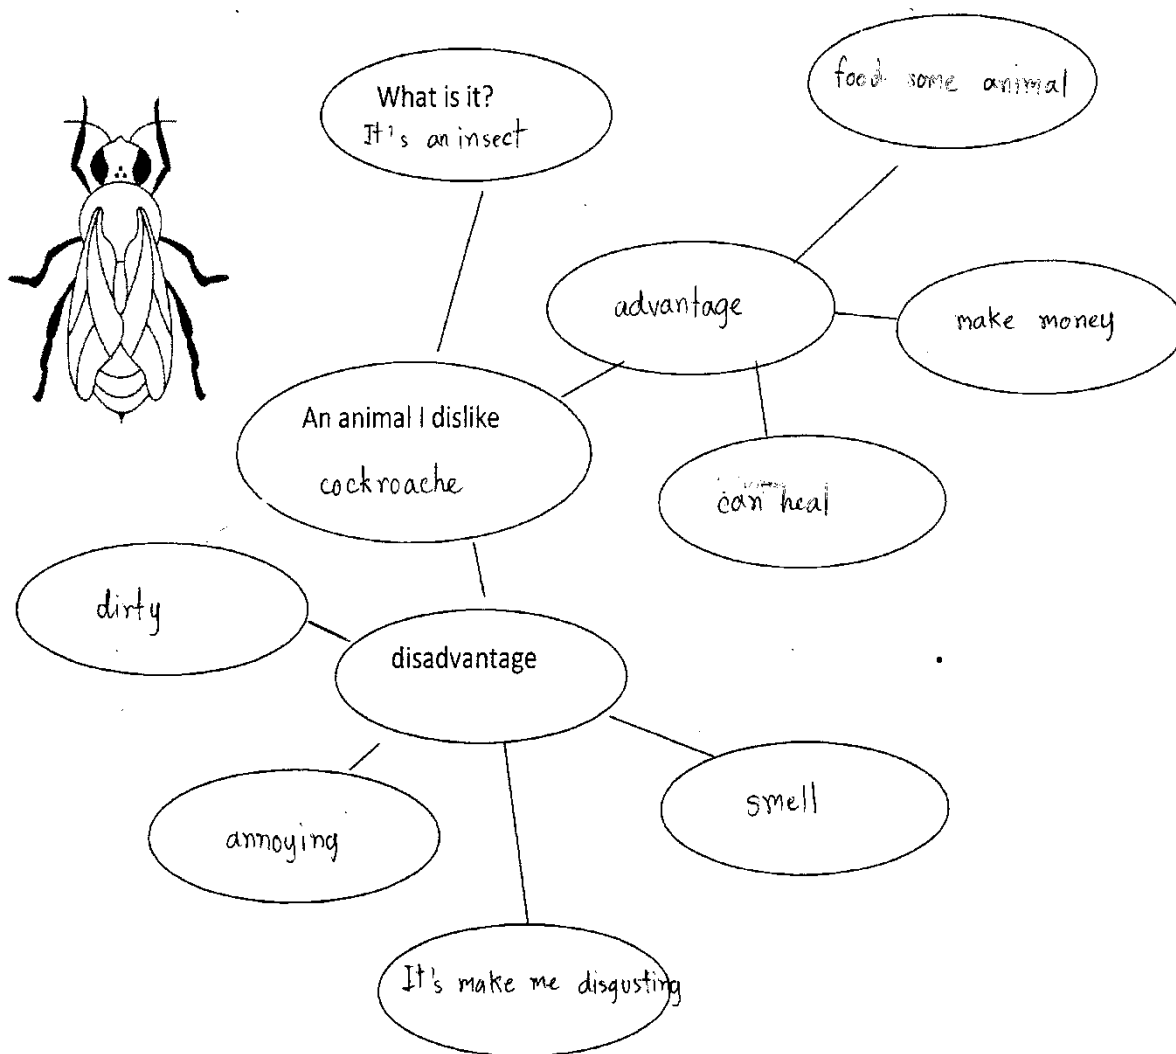 What is it?
It's an insect
food some animal
advantage
make money
An animal I dislike
cockroache
can heal
dirty
disadvantage
annoying
smell
It's make me disgusting